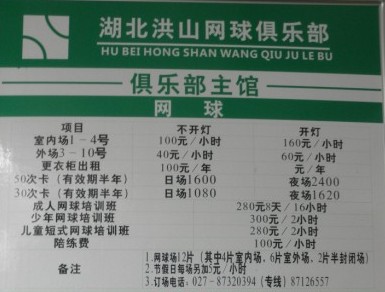 湖北洪山网球俱乐部
HU BEI HONG SHAN WANG QIU JU LE BU
俱乐部主馆
网 球
项目 不开灯 开灯
室内场1-4号 100元/小时 160元/小时
外场3-10号 40元/小时 60元/小时
更衣柜出租 100元/年 元/年
50次卡(有效期半年) 日场1600 夜场2400
30次卡(有效期半年) 日场1080 夜场1620
成人网球培训班 280元8天/16小时
少年网球培训班 300元/2小时
儿童短式网球培训班 280元/2小时
陪练费 100元/小时
备注
1.网球场12片(其中4片室内场、6片室外场、2片半封闭场)
2.节假日每场另加5元/小时
3.订场电话:027-87320394(专线)87126557